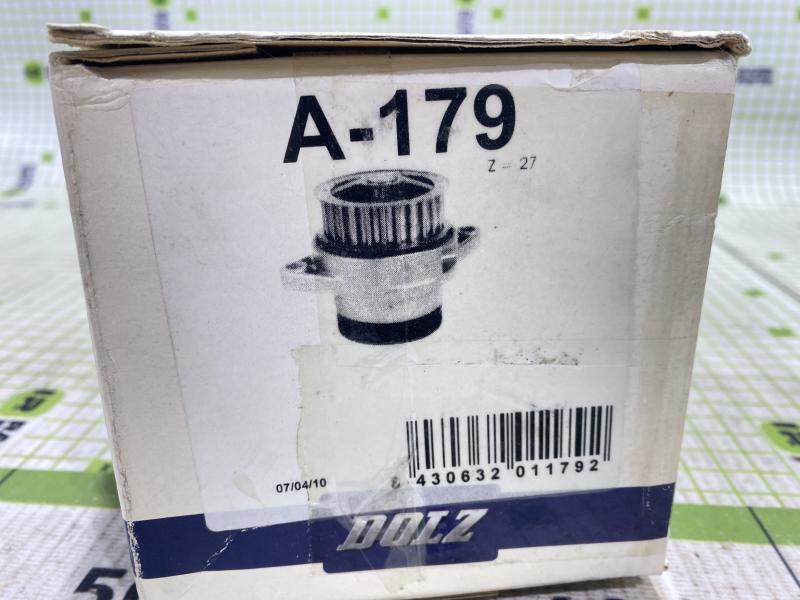 A-179
Z = 27
07/04/10
8 430632 011792
DOLZ